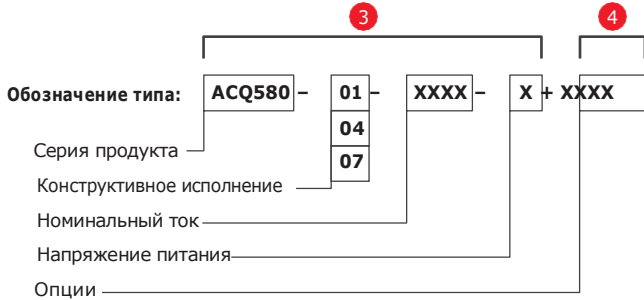 3 4
Обозначение типа: ACQ580 – 01 – XXXX – X + XXXX
04
07
Серия продукта
Конструктивное исполнение
Номинальный ток
Напряжение питания
Опции